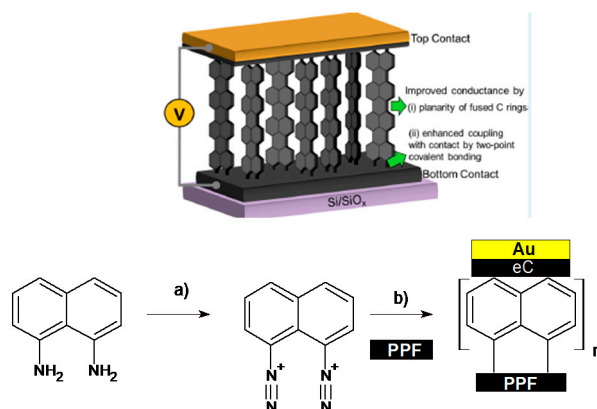 Top Contact
Improved conductance by
(i) planarity of fused C rings
V
(ii) enhanced coupling
with contact by two-point
covalent bonding
Bottom Contact
Si/SiOₓ
Au
eC
a)
b)
N⁺ N⁺
NH₂ NH₂
PPF
n
N N
PPF